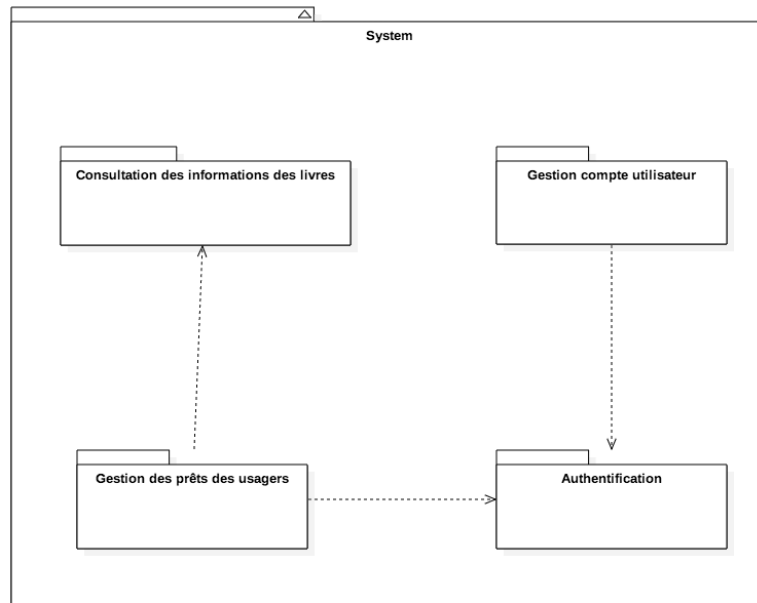 System
Consultation des informations des livres
Gestion compte utilisateur
Gestion des prêts des usagers
Authentification